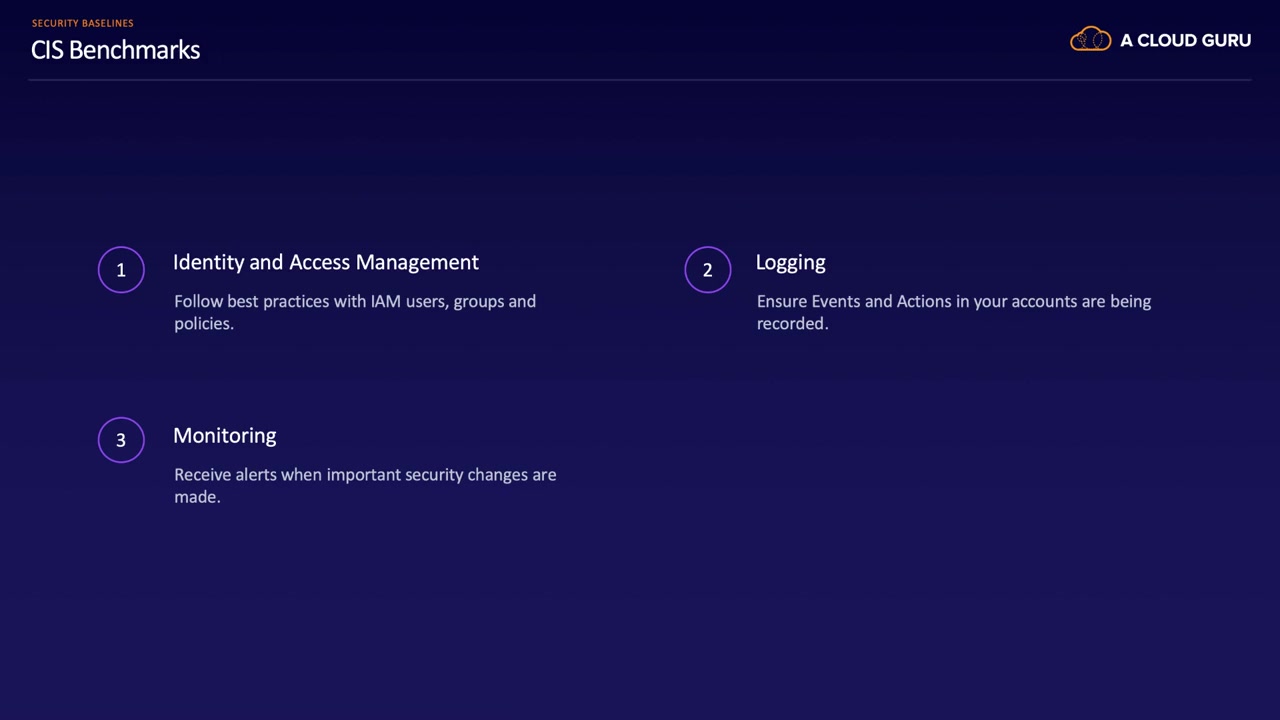 SECURITY BASELINES
CIS Benchmarks
A CLOUD GURU
1
Identity and Access Management
Follow best practices with IAM users, groups and
policies.
2
Logging
Ensure Events and Actions in your accounts are being
recorded.
3
Monitoring
Receive alerts when important security changes are
made.